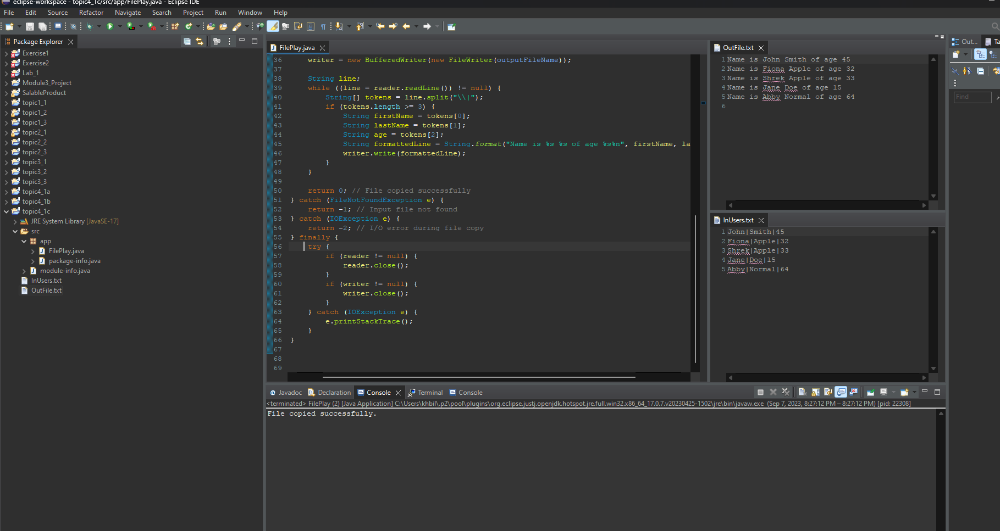 eclipse-workspace - topic4_1c/src/app/FilePlay.java - Eclipse IDE
File Edit Source Refactor Navigate Search Project Run Window Help
Package Explorer
Exercise1
Exercise2
Lab_1
Module3_Project
SalableProduct
topic1_1
topic1_2
topic1_3
topic2_1
topic2_2
topic2_3
topic3_1
topic3_2
topic3_3
topic4_1a
topic4_1b
topic4_1c
JRE System Library [JavaSE-17]
src
app
FilePlay.java
package-info.java
module-info.java
InUsers.txt
OutFile.txt
FilePlay.java
36 writer = new BufferedWriter(new FileWriter(outputFileName));
37
38 String line;
39 while ((line = reader.readLine()) != null) {
40 String[] tokens = line.split("\\|");
41 if (tokens.length >= 3) {
42 String firstName = tokens[0];
43 String lastName = tokens[1];
44 String age = tokens[2];
45 String formattedLine = String.format("Name is %s %s of age %s%n", firstName, la
46 writer.write(formattedLine);
47 }
48 }
49
50 return 0; // File copied successfully
51 } catch (FileNotFoundException e) {
52 return -1; // Input file not found
53 } catch (IOException e) {
54 return -2; // I/O error during file copy
55 } finally {
56 try {
57 if (reader != null) {
58 reader.close();
59 }
60 if (writer != null) {
61 writer.close();
62 }
63 } catch (IOException e) {
64 e.printStackTrace();
65 }
66 }
67
68
69
OutFile.txt
1 Name is John Smith of age 45
2 Name is Fiona Apple of age 32
3 Name is Shrek Apple of age 33
4 Name is Jane Doe of age 15
5 Name is Abby Normal of age 64
6
InUsers.txt
1 John|Smith|45
2 Fiona|Apple|32
3 Shrek|Apple|33
4 Jane|Doe|15
5 Abby|Normal|64
Out... Ta
Find
Javadoc Declaration Console Terminal Console
<terminated> FilePlay (2) [Java Application] C:\Users\khbil\.p2\pool\plugins\org.eclipse.justj.openjdk.hotspot.jre.full.win32.x86_64_17.0.7.v20230425-1502\jre\bin\javaw.exe (Sep 7, 2023, 8:27:12 PM – 8:27:12 PM) [pid: 22308]
File copied successfully.